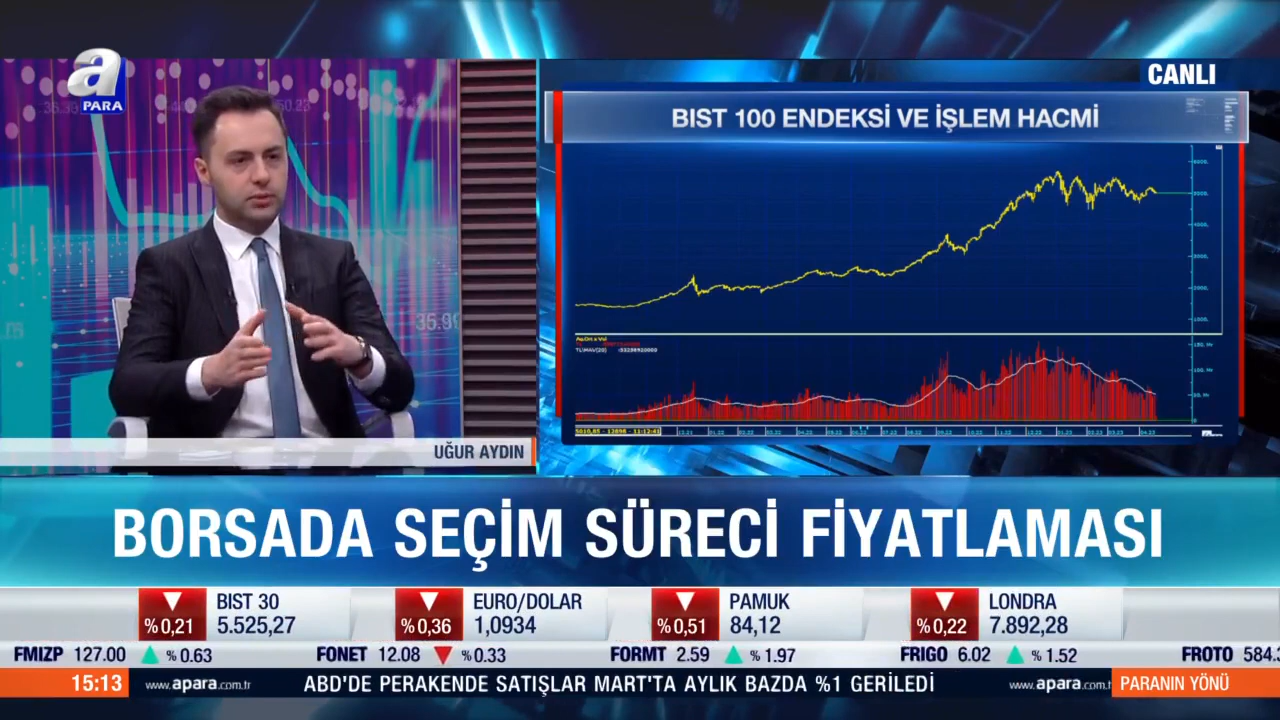 a
PARA
CANLI
BIST 100 ENDEKSİ VE İŞLEM HACMİ
UĞUR AYDIN
BORSADA SEÇİM SÜRECİ FİYATLAMASI
%0,21 BIST 30 5.525,27
%0,36 EURO/DOLAR 1,0934
%0,51 PAMUK 84,12
%0,22 LONDRA 7.892,28
FMIZP 127.00 %0.63 FONET 12.08 %0.33 FORMT 2.59 %1.97 FRIGO 6.02 %1.52 FROTO 584.3
15:13 www.apara.com.tr ABD'DE PERAKENDE SATIŞLAR MART'TA AYLIK BAZDA %1 GERİLEDİ www.apara.com.t PARANIN YÖNÜ